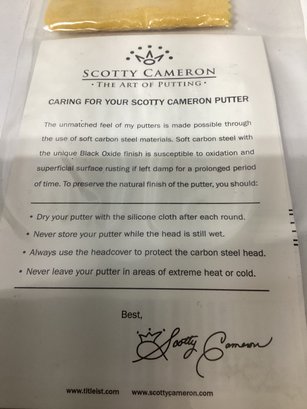 SCOTTY CAMERON
• THE ART OF PUTTING •
CARING FOR YOUR SCOTTY CAMERON PUTTER
The unmatched feel of my putters is made possible through
the use of soft carbon steel materials. Soft carbon steel with
the unique Black Oxide finish is susceptible to oxidation and
superficial surface rusting if left damp for a prolonged period
of time. To preserve the natural finish of the putter, you should:
• Dry your putter with the silicone cloth after each round.
• Never store your putter while the head is still wet.
• Always use the headcover to protect the carbon steel head.
• Never leave your putter in areas of extreme heat or cold.
Best,
Scotty Cameron
www.titleist.com www.scottycameron.com